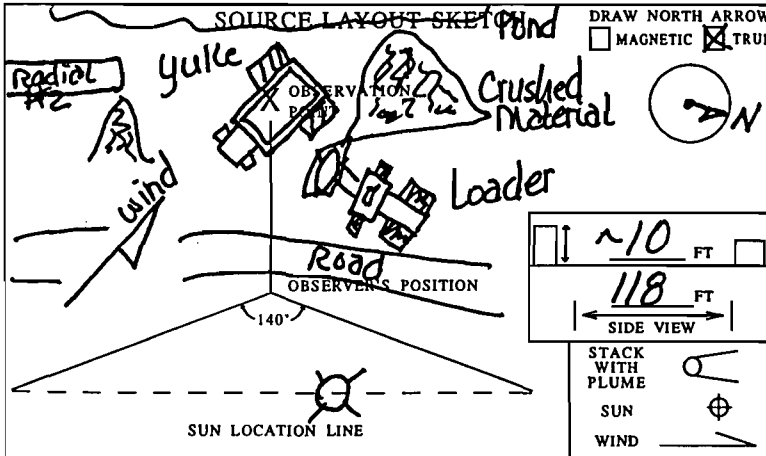 SOURCE LAYOUT SKETCH
Pond
DRAW NORTH ARROW
MAGNETIC TRUE
Radial
#2
yuke
X OBSERVATION
POINT
Crushed
Material
N
wind
Loader
Road
OBSERVER'S POSITION
140°
~10 FT
118 FT
SIDE VIEW
STACK
WITH
PLUME
SUN
WIND
SUN LOCATION LINE